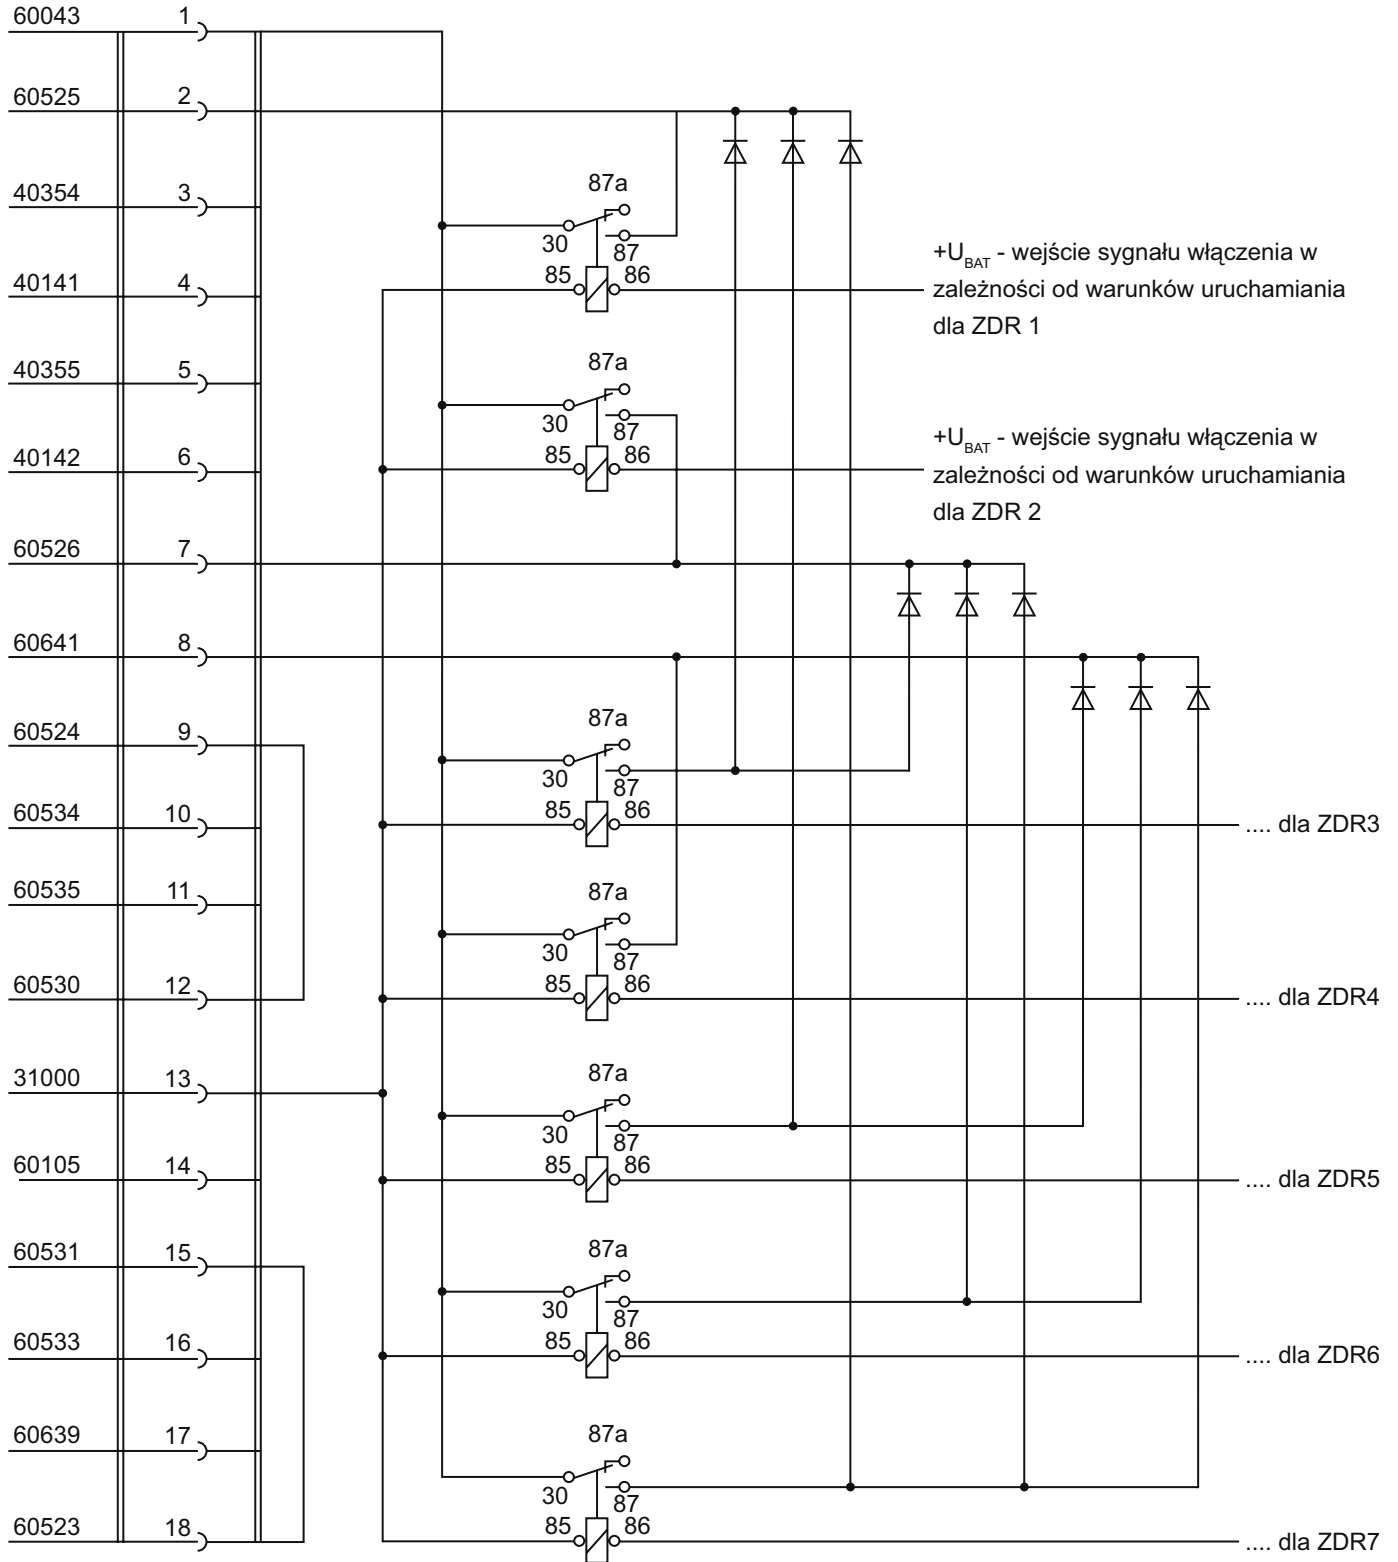 60043 1
60525 2
40354 3
87a
30 87
85 86
+UBAT - wejście sygnału włączenia w
zależności od warunków uruchamiania
dla ZDR 1
40141 4
40355 5
87a
30 87
85 86
+UBAT - wejście sygnału włączenia w
zależności od warunków uruchamiania
dla ZDR 2
40142 6
60526 7
60641 8
60524 9
87a
30 87
85 86
.... dla ZDR3
60534 10
60535 11
87a
30 87
85 86
.... dla ZDR4
60530 12
31000 13
87a
30 87
85 86
.... dla ZDR5
60105 14
60531 15
87a
30 87
85 86
.... dla ZDR6
60533 16
60639 17
87a
30 87
85 86
.... dla ZDR7
60523 18